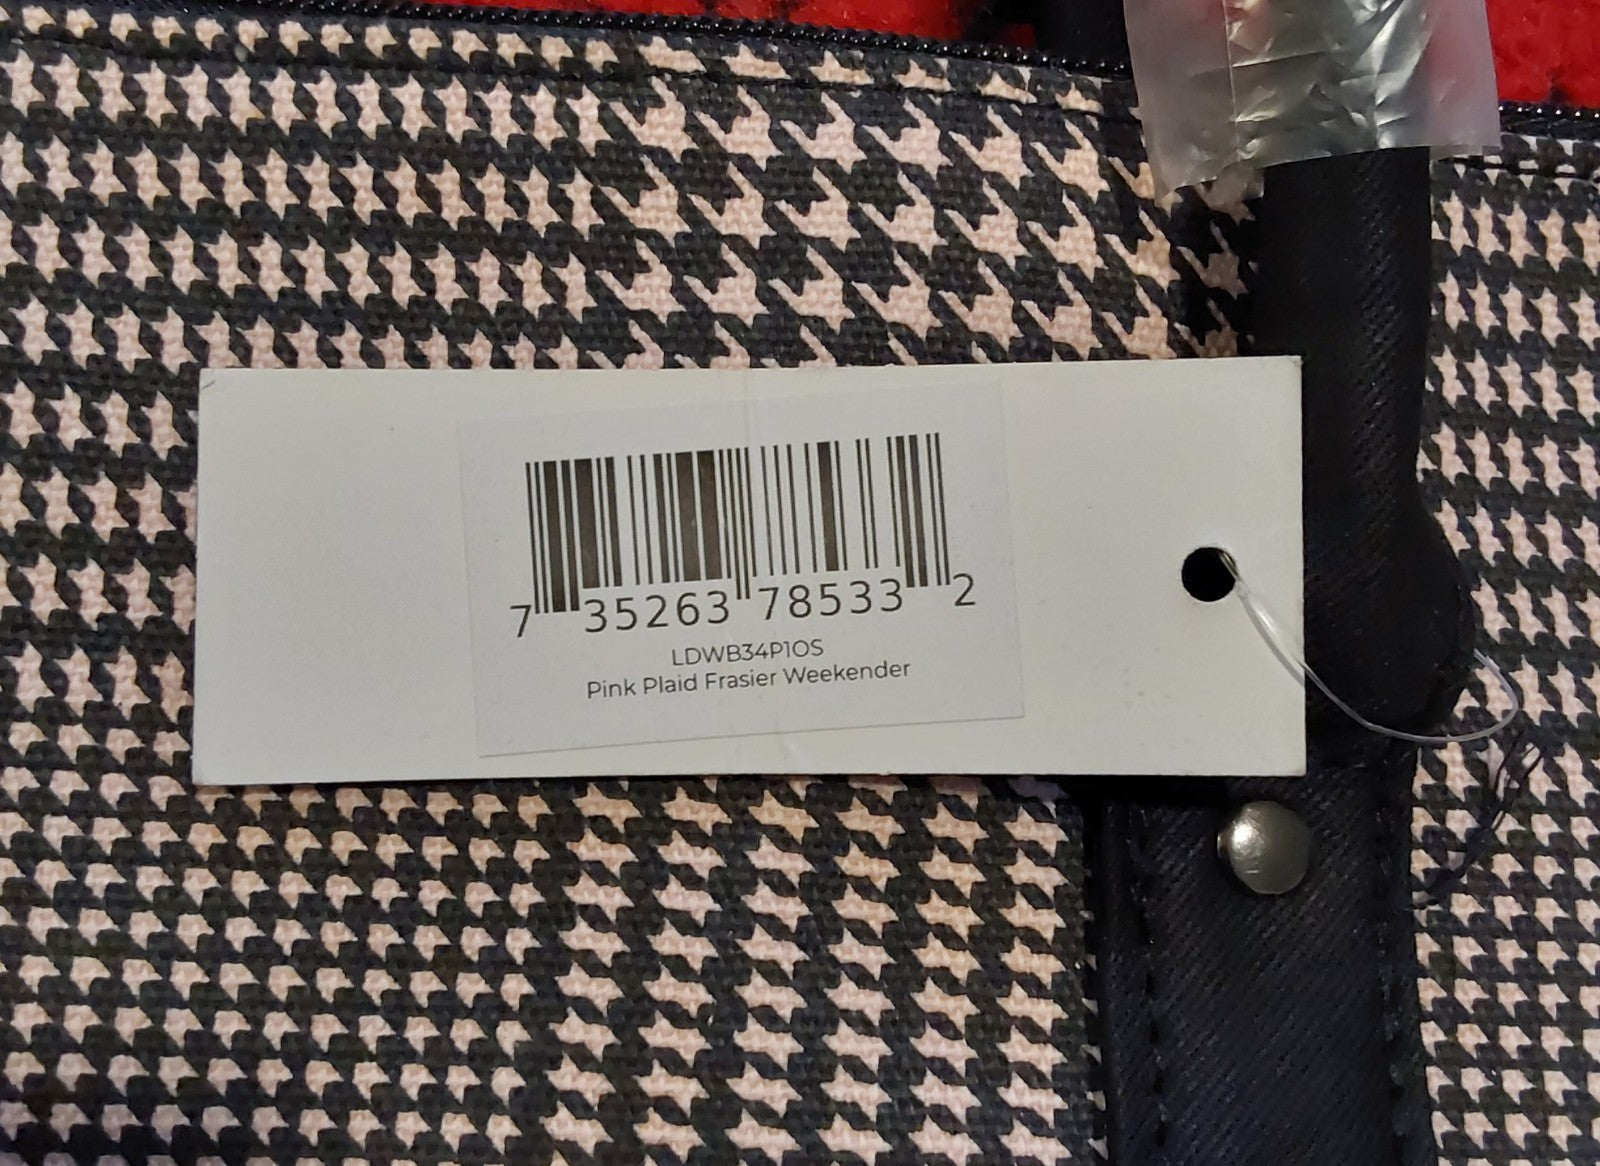 7 35263 78533 2
LDWB34P1OS
Pink Plaid Frasier Weekender